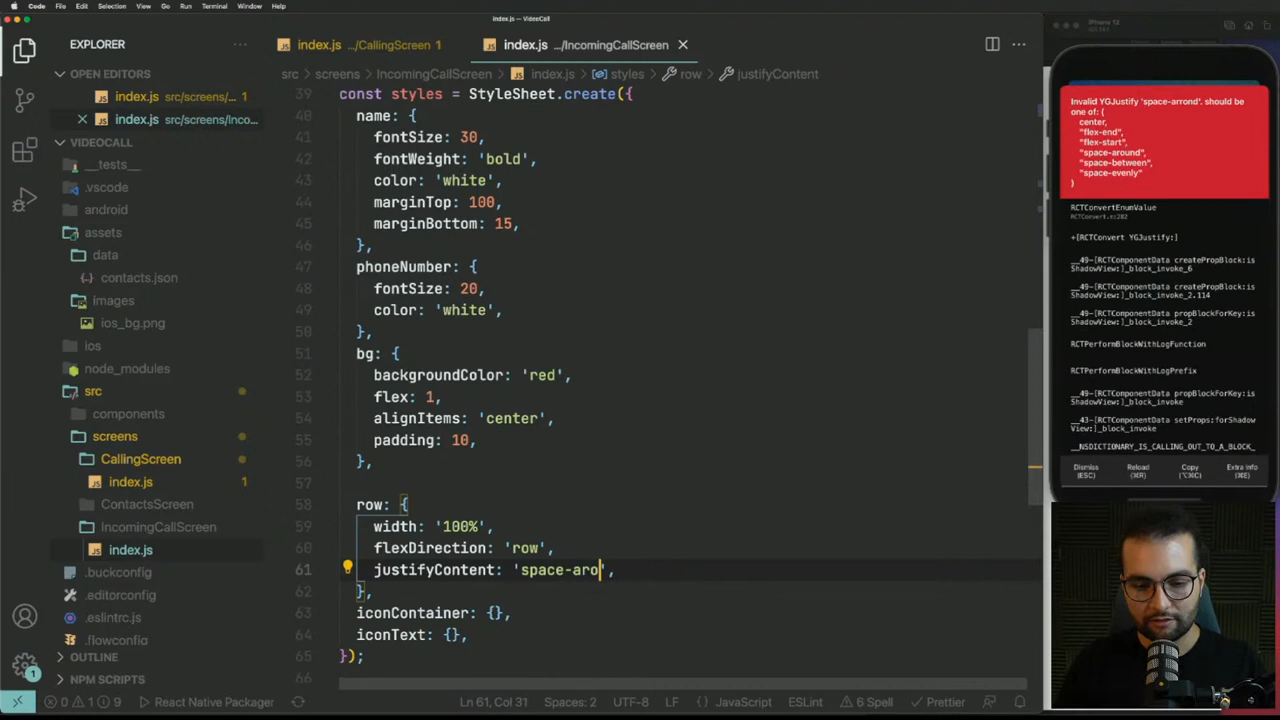 Code File Edit Selection View Go Run Terminal Window Help
index.js — VideoCall
EXPLORER
OPEN EDITORS
index.js src/screens/... 1
index.js src/screens/Inco...
VIDEOCALL
__tests__
.vscode
android
assets
data
contacts.json
images
ios_bg.png
ios
node_modules
src
components
screens
CallingScreen
index.js 1
ContactsScreen
IncomingCallScreen
index.js
.buckconfig
.editorconfig
.eslintrc.js
.flowconfig
OUTLINE
NPM SCRIPTS
1
index.js .../CallingScreen 1
index.js .../IncomingCallScreen
src screens IncomingCallScreen index.js styles row justifyContent
39 const styles = StyleSheet.create({
40 name: {
41 fontSize: 30,
42 fontWeight: 'bold',
43 color: 'white',
44 marginTop: 100,
45 marginBottom: 15,
46 },
47 phoneNumber: {
48 fontSize: 20,
49 color: 'white',
50 },
51 bg: {
52 backgroundColor: 'red',
53 flex: 1,
54 alignItems: 'center',
55 padding: 10,
56 },
58 row: {
59 width: '100%',
60 flexDirection: 'row',
61 justifyContent: 'space-aro',
62 },
63 iconContainer: {},
64 iconText: {},
65 });
66
0 1 9 React Native Packager Ln 61, Col 31 Spaces: 2 UTF-8 LF {} JavaScript ESLint 6 Spell Prettier
iPhone 12
Invalid YGJustify 'space-arrond'. should be
one of: (
center,
"flex-end",
"flex-start",
"space-around",
"space-between",
"space-evenly"
)
RCTConvertEnumValue
RCTConvert.m:282
+[RCTConvert YGJustify:]
__49-[RCTComponentData createPropBlock:is
ShadowView:]_block_invoke_6
__49-[RCTComponentData createPropBlock:is
ShadowView:]_block_invoke_2.114
__49-[RCTComponentData propBlockForKey:is
ShadowView:]_block_invoke_2
RCTPerformBlockWithLogFunction
RCTPerformBlockWithLogPrefix
__49-[RCTComponentData propBlockForKey:is
ShadowView:]_block_invoke
__43-[RCTComponentData setProps:forShadow
View:]_block_invoke
__NSDICTIONARY_IS_CALLING_OUT_TO_A_BLOCK_
Dismiss Reload Copy Extra Info
(ESC) (⌘R) (⌥⌘C) (⌘E)